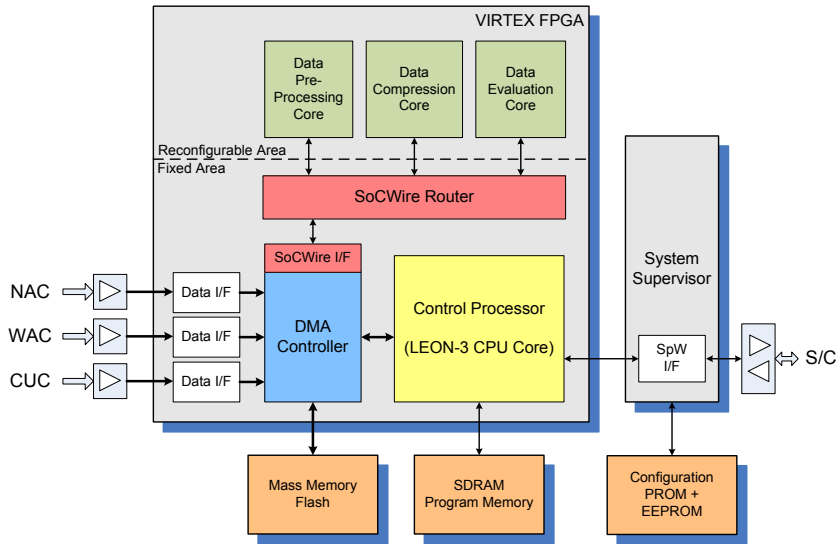 VIRTEX FPGA
Data
Pre-
Processing
Core
Data
Compression
Core
Data
Evaluation
Core
Reconfigurable Area
Fixed Area
SoCWire Router
SoCWire I/F
DMA
Controller
Control Processor
(LEON-3 CPU Core)
System
Supervisor
SpW
I/F
S/C
NAC
Data I/F
WAC
Data I/F
CUC
Data I/F
Mass Memory
Flash
SDRAM
Program Memory
Configuration
PROM +
EEPROM